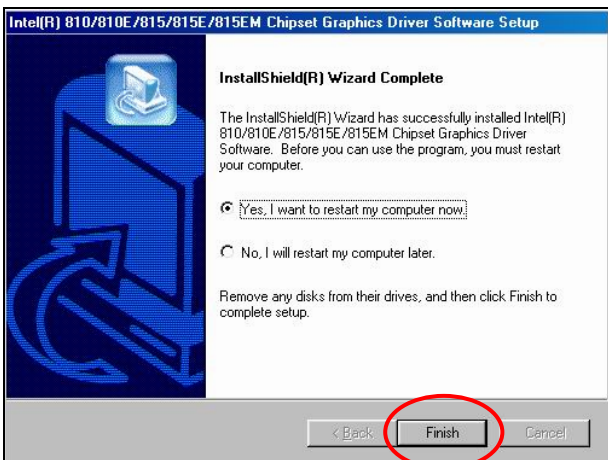 Intel(R) 810/810E/815/815E/815EM Chipset Graphics Driver Software Setup
InstallShield(R) Wizard Complete
The InstallShield(R) Wizard has successfully installed Intel(R)
810/810E/815/815E/815EM Chipset Graphics Driver
Software. Before you can use the program, you must restart
your computer.
Yes, I want to restart my computer now.
No, I will restart my computer later.
Remove any disks from their drives, and then click Finish to
complete setup.
< Back Finish Cancel